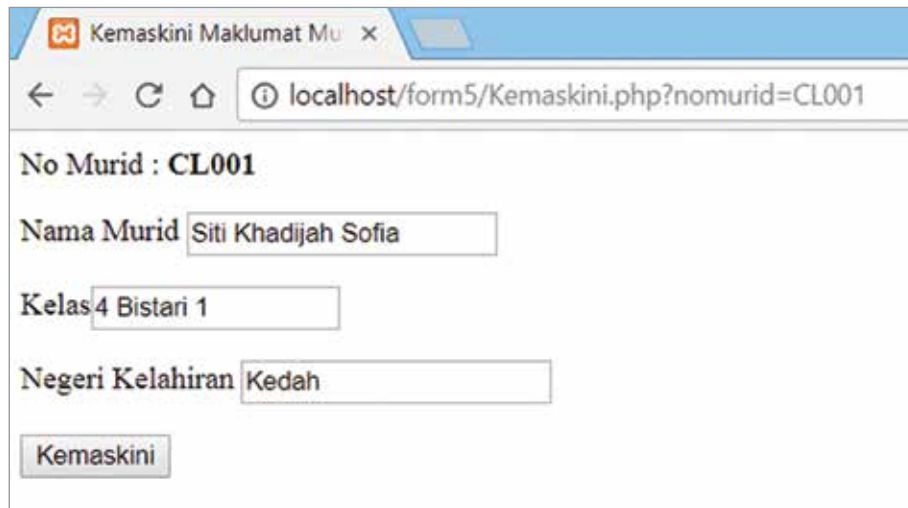 Kemaskini Maklumat Mu
localhost/form5/Kemaskini.php?nomurid=CL001
No Murid : CL001
Nama Murid Siti Khadijah Sofia
Kelas 4 Bistari 1
Negeri Kelahiran Kedah
Kemaskini